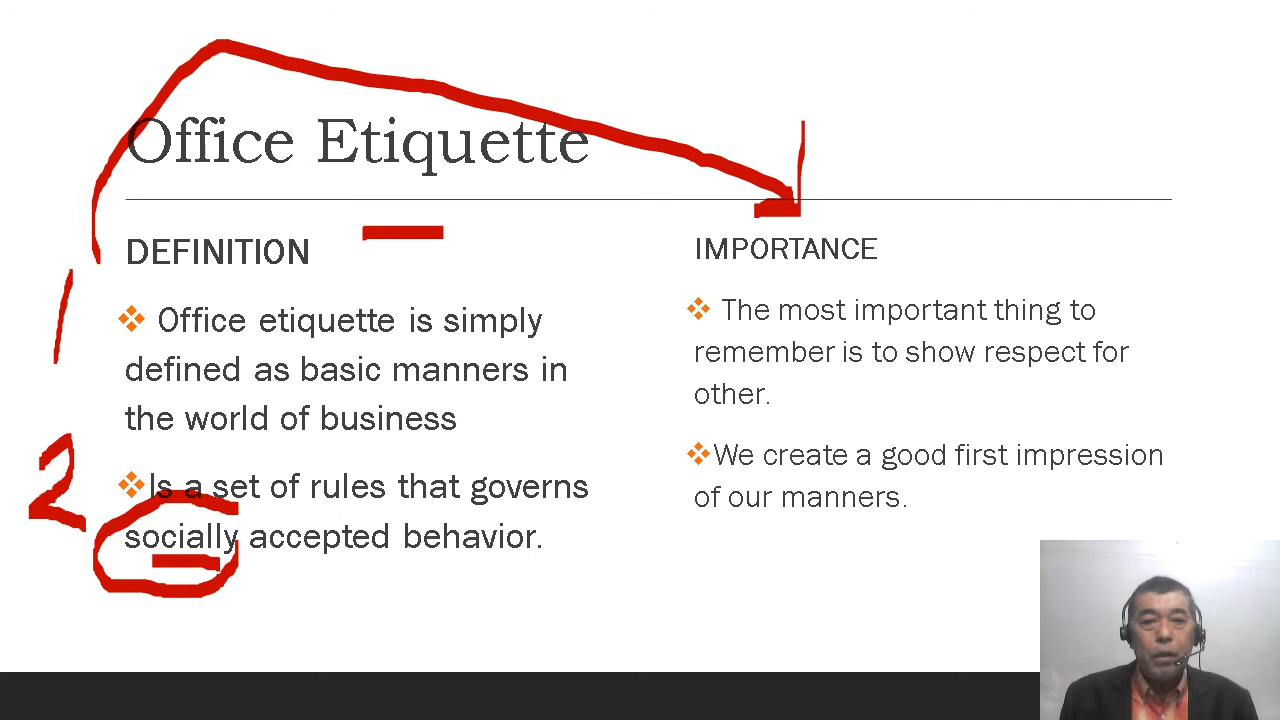 Office Etiquette
DEFINITION
❖ Office etiquette is simply
defined as basic manners in
the world of business
❖Is a set of rules that governs
socially accepted behavior.
IMPORTANCE
❖ The most important thing to
remember is to show respect for
other.
❖We create a good first impression
of our manners.
1
2